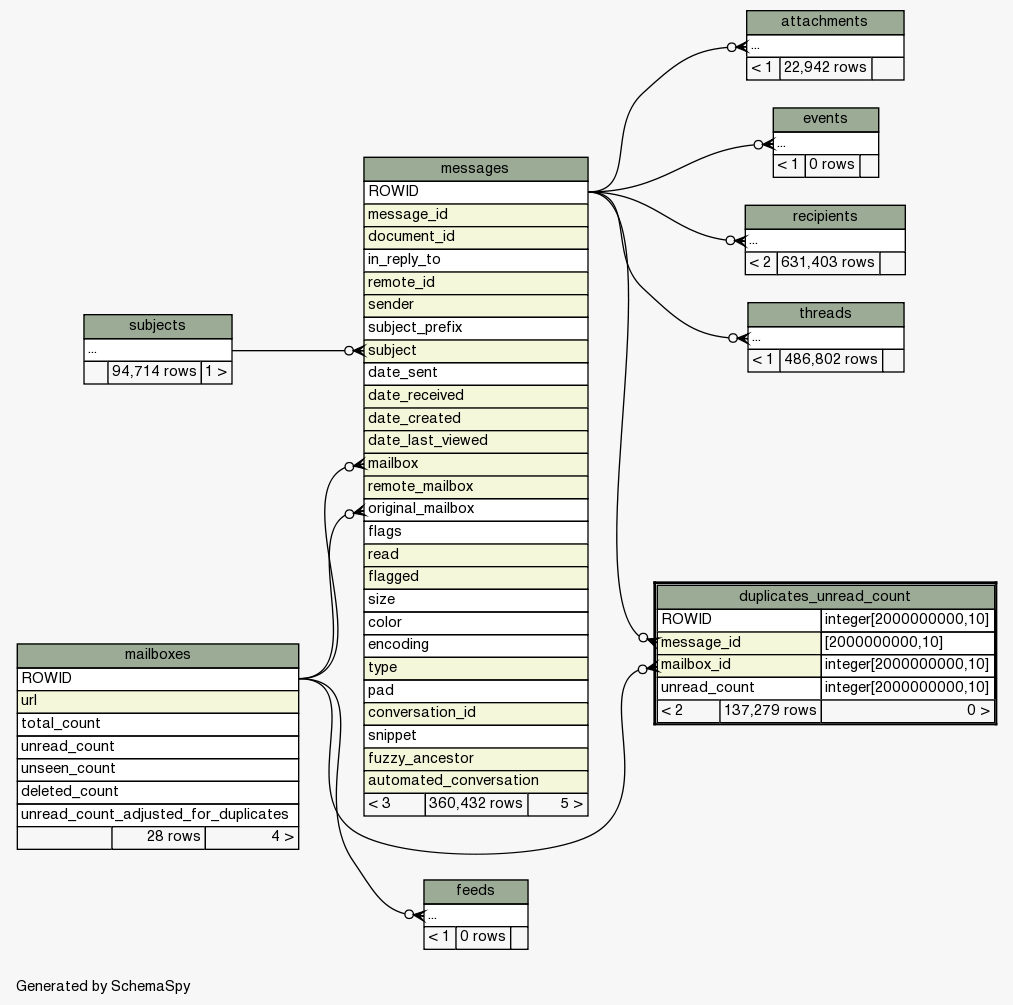 attachments
...
< 1 22,942 rows
events
...
< 1 0 rows
messages
ROWID
message_id
document_id
in_reply_to
remote_id
sender
subject_prefix
subject
date_sent
date_received
date_created
date_last_viewed
mailbox
remote_mailbox
original_mailbox
flags
read
flagged
size
color
encoding
type
pad
conversation_id
snippet
fuzzy_ancestor
automated_conversation
< 3 360,432 rows 5 >
recipients
...
< 2 631,403 rows
threads
...
< 1 486,802 rows
subjects
...
94,714 rows 1 >
duplicates_unread_count
ROWID integer[2000000000,10]
message_id [2000000000,10]
mailbox_id integer[2000000000,10]
unread_count integer[2000000000,10]
< 2 137,279 rows 0 >
mailboxes
ROWID
url
total_count
unread_count
unseen_count
deleted_count
unread_count_adjusted_for_duplicates
28 rows 4 >
feeds
...
< 1 0 rows
Generated by SchemaSpy